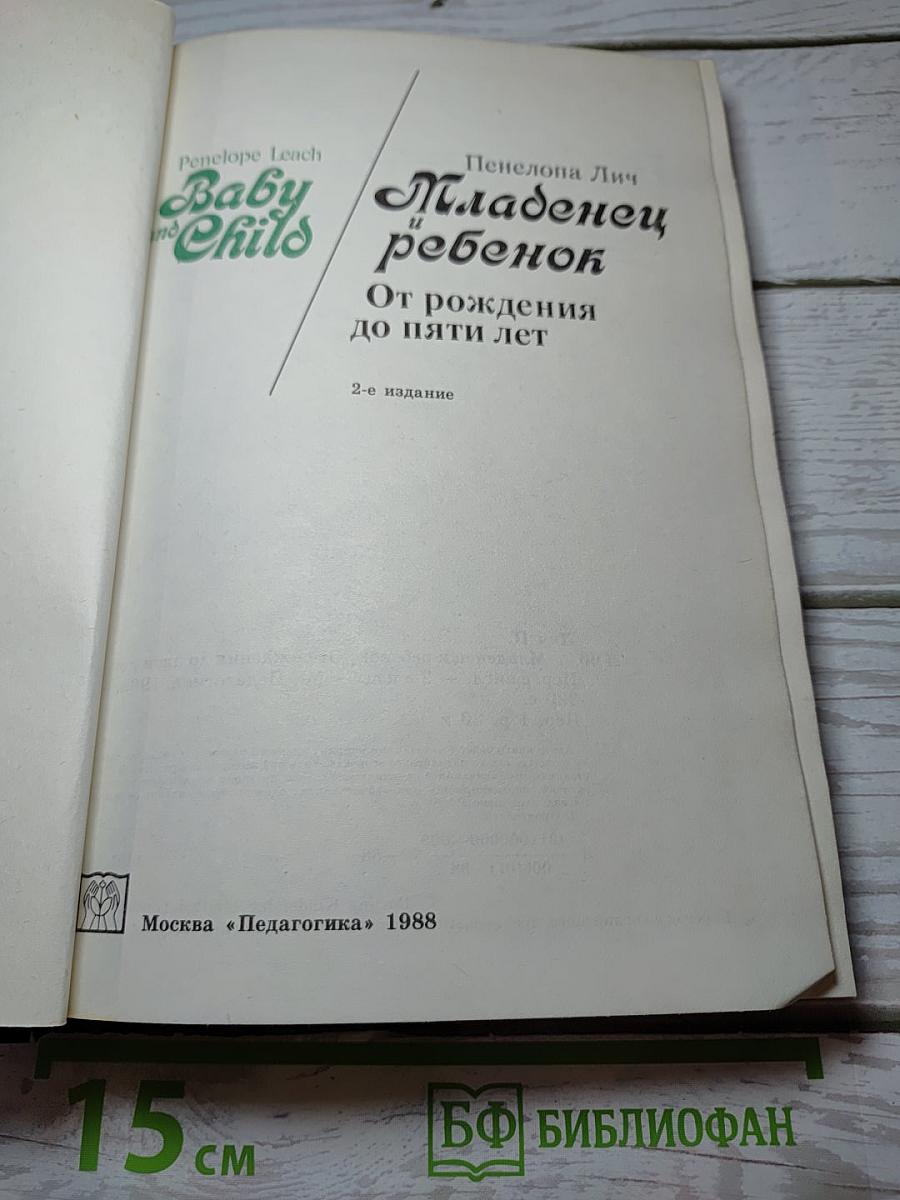 Penelope Leach
Baby
and Child
Пенелопа Лич
Младенец
и
ребенок
От рождения
до пяти лет
2-е издание
Москва «Педагогика» 1988
15 см
БФ БИБЛИОФАН